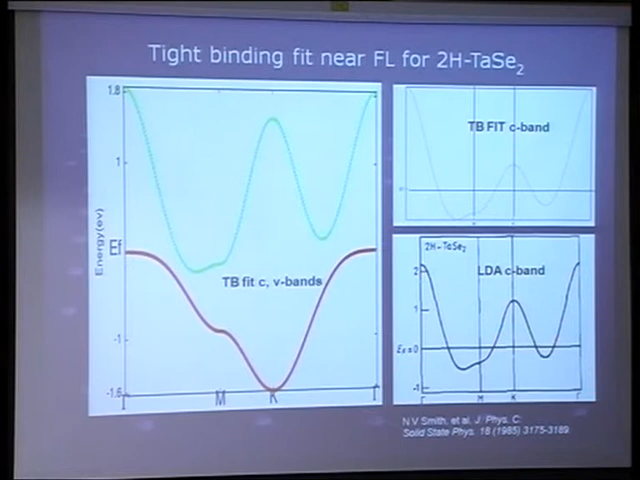 Tight binding fit near FL for 2H-TaSe2
1.8
1
Energy(ev)
Ef
TB fit c, v-bands
-1
-1.6
Γ M K Γ
TB FIT c-band
2H-TaSe2
LDA c-band
2
1
-1
Γ M K Γ
N V Smith, et al. J. Phys. C:
Solid State Phys. 18 (1985) 3175-3189.